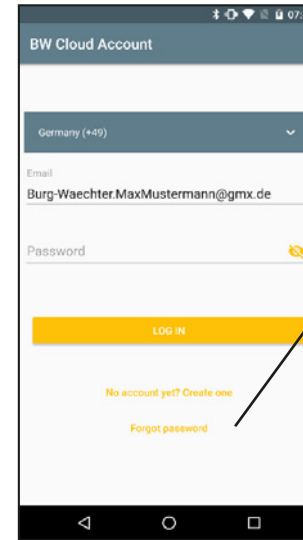 07:
BW Cloud Account
Germany (+49)
Email
Burg-Waechter.MaxMustermann@gmx.de
Password
LOG IN
No account yet? Create one
Forgot password